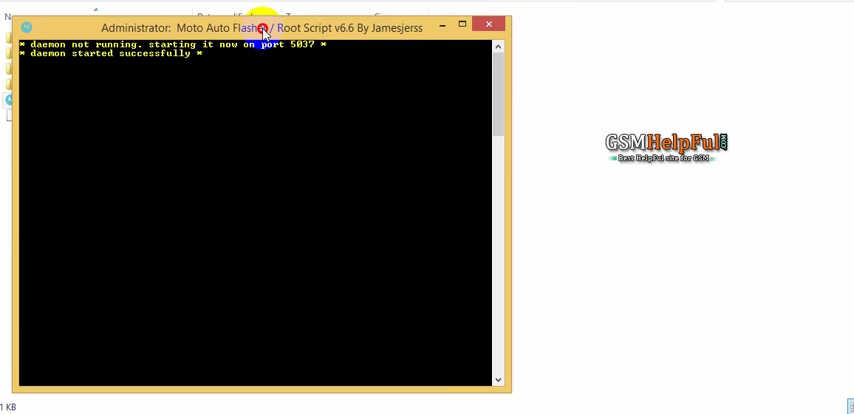 Administrator: Moto Auto Flasher / Root Script v6.6 By Jamesjerss
* daemon not running. starting it now on port 5037 *
* daemon started successfully *
GSMHelpFul.COM
Best HelpFul site for GSM
1 KB